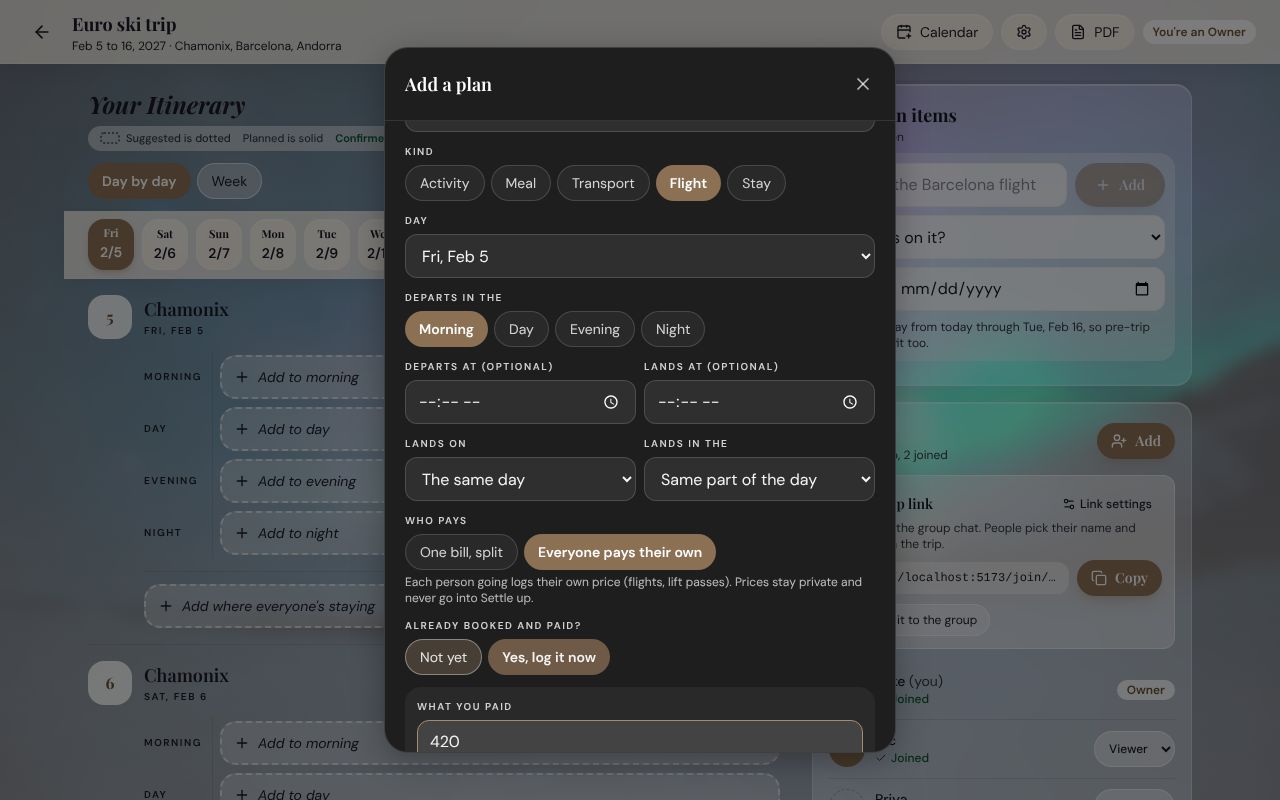 Euro ski trip
Feb 5 to 16, 2027 · Chamonix, Barcelona, Andorra
Calendar
PDF
You're an Owner
Your Itinerary
Suggested is dotted Planned is solid Confirme
Day by day
Week
Fri 2/5
Sat 2/6
Sun 2/7
Mon 2/8
Tue 2/9
We 2/1
5
Chamonix
FRI, FEB 5
MORNING
+ Add to morning
DAY
+ Add to day
EVENING
+ Add to evening
NIGHT
+ Add to night
+ Add where everyone's staying
6
Chamonix
SAT, FEB 6
MORNING
+ Add to morning
DAY
+ Add to day
Add a plan
KIND
Activity
Meal
Transport
Flight
Stay
DAY
Fri, Feb 5
DEPARTS IN THE
Morning
Day
Evening
Night
DEPARTS AT (OPTIONAL)
LANDS AT (OPTIONAL)
--:-- --
--:-- --
LANDS ON
LANDS IN THE
The same day
Same part of the day
WHO PAYS
One bill, split
Everyone pays their own
Each person going logs their own price (flights, lift passes). Prices stay private and
never go into Settle up.
ALREADY BOOKED AND PAID?
Not yet
Yes, log it now
WHAT YOU PAID
420
n items
on
the Barcelona flight
+ Add
s on it?
mm/dd/yyyy
ay from today through Tue, Feb 16, so pre-trip
it too.
Add
, 2 joined
p link
Link settings
the group chat. People pick their name and
the trip.
/localhost:5173/join/…
Copy
it to the group
ke (you)
Joined
Owner
Joined
Viewer
Priya